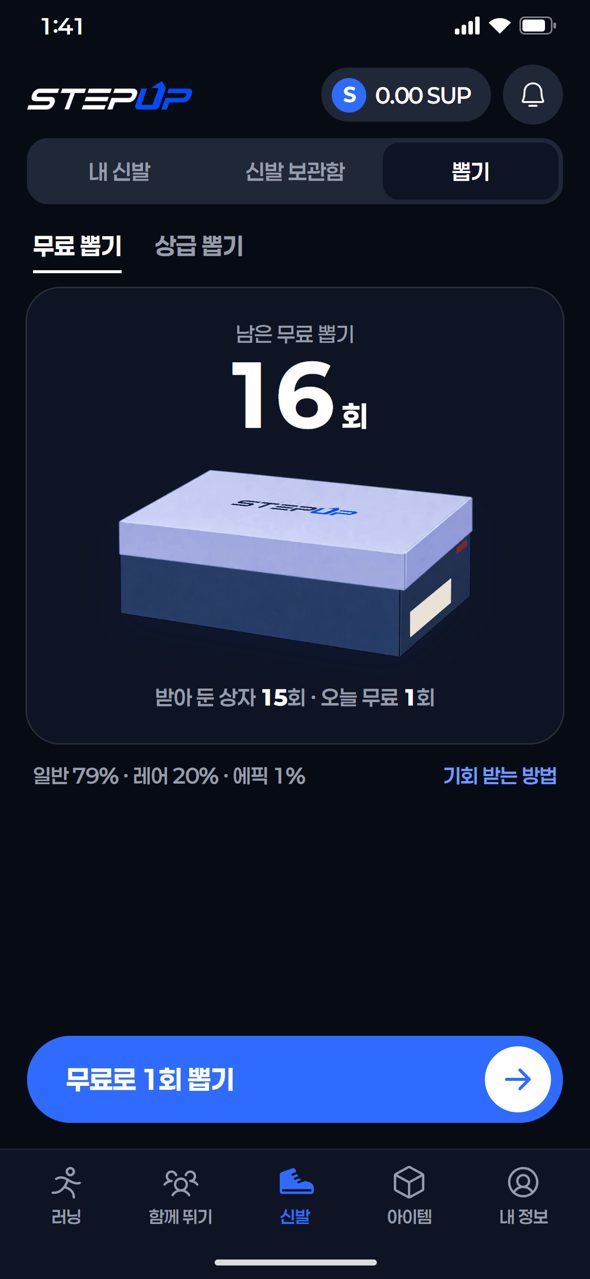 1:41
STEPUP
S 0.00 SUP
내 신발 신발 보관함 뽑기
무료 뽑기 상급 뽑기
남은 무료 뽑기
16회
STEPUP
받아 둔 상자 15회 · 오늘 무료 1회
일반 79% · 레어 20% · 에픽 1% 기회 받는 방법
무료로 1회 뽑기
러닝 함께 뛰기 신발 아이템 내 정보